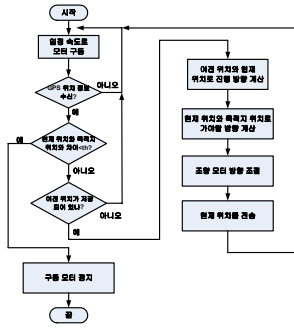 시작
일정 속도로
모터 구동
GPS 위치 정보
수신?
아니오
예
현재 위치와 목적지
위치와 차이<th?
예
아니오
이전 위치가 저장
되어 있나?
아니오
예
구동 모터 정지
끝
이전 위치와 현재
위치로 진행 방향 계산
현재 위치와 목적지 위치로
가야할 방향 계산
조향 모터 방향 조절
현재 위치를 전송